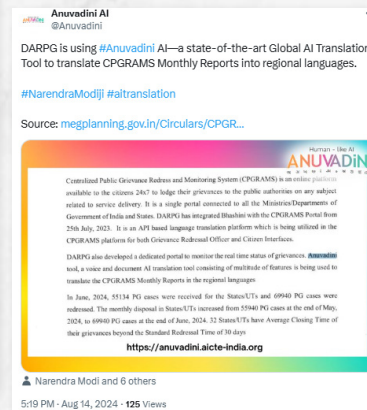 Anuvadini AI
@Anuvadini
DARPG is using #Anuvadini AI—a state-of-the-art Global AI Translation
Tool to translate CPGRAMS Monthly Reports into regional languages.
#NarendraModiji #aitranslation
Source: megplanning.gov.in/Circulars/CPGR...
Human - like AI
ANUVADIN
Centralized Public Grievance Redress and Monitoring System (CPGRAMS) is an online platform
available to the citizens 24x7 to lodge their grievances to the public authorities on any subject
related to service delivery. It is a single portal connected to all the Ministries/Departments of
Government of India and States. DARPG has integrated Bhashini with the CPGRAMS Portal from
25th July, 2023. It is an API based language translation platform which is being utilized in the
CPGRAMS platform for both Grievance Redressal Officer and Citizen Interfaces.
DARPG also developed a dedicated portal to monitor the real time status of grievances. Anuvadini
tool, a voice and document AI translation tool consisting of multitude of features is being used to
translate the CPGRAMS Monthly Reports in the regional languages
In June, 2024, 55134 PG cases were received for the States/UTs and 69940 PG cases were
redressed. The monthly disposal in States/UTs increased from 55940 PG cases at the end of May,
2024, to 69940 PG cases at the end of June, 2024. 32 States/UTs have Average Closing Time of
their grievances beyond the Standard Redressal Time of 30 days
https://anuvadini.aicte-india.org
Narendra Modi and 6 others
5:19 PM · Aug 14, 2024 · 125 Views